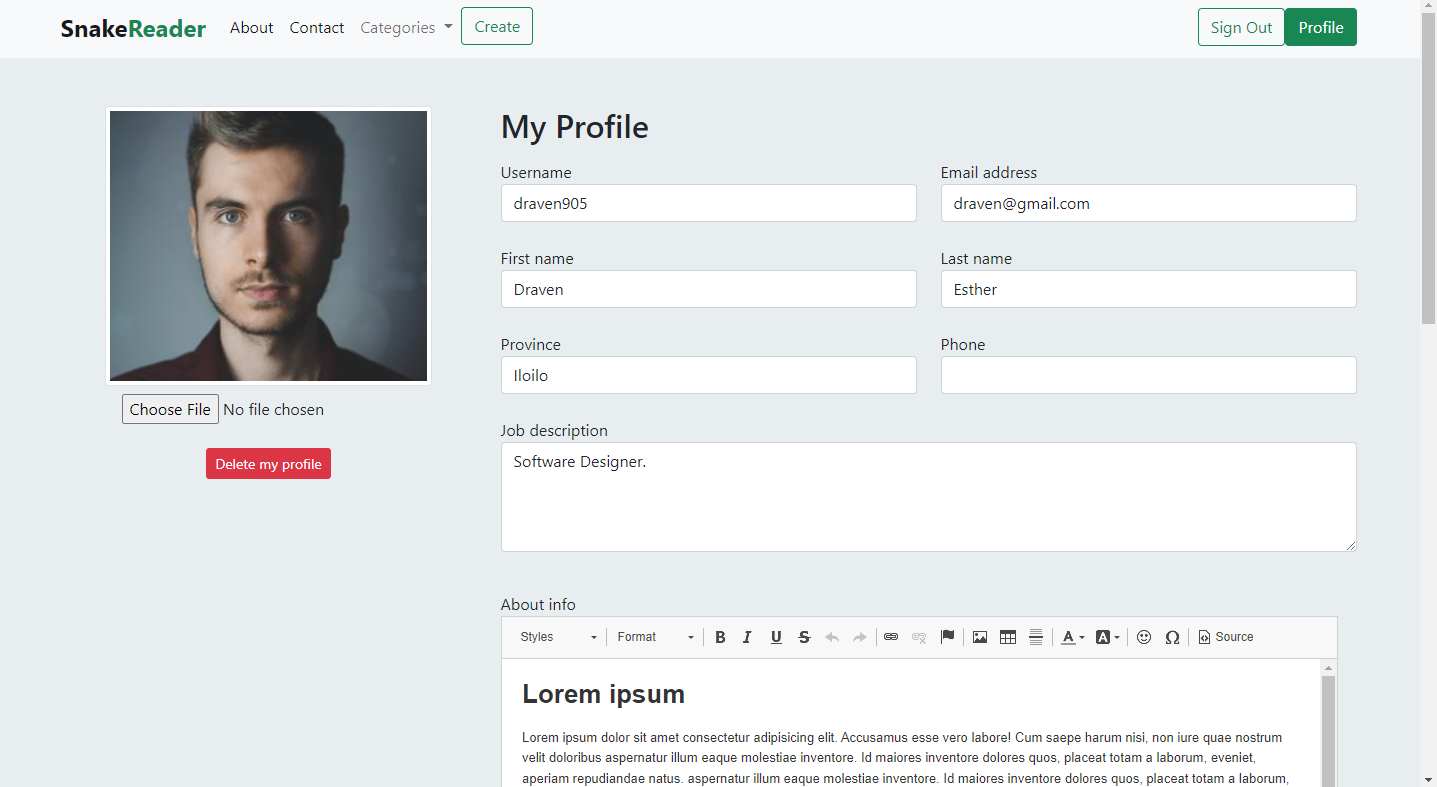 SnakeReader About Contact Categories Create Sign Out Profile
My Profile
Username Email address
draven905 draven@gmail.com
First name Last name
Draven Esther
Province Phone
Iloilo
Choose File No file chosen
Delete my profile
Job description
Software Designer.
About info
Styles Format B I U S A A Ω Source
Lorem ipsum
Lorem ipsum dolor sit amet consectetur adipisicing elit. Accusamus esse vero labore! Cum saepe harum nisi, non iure quae nostrum
velit doloribus aspernatur illum eaque molestiae inventore. Id maiores inventore dolores quos, placeat totam a laborum, eveniet,
aperiam repudiandae natus. aspernatur illum eaque molestiae inventore. Id maiores inventore dolores quos, placeat totam a laborum,